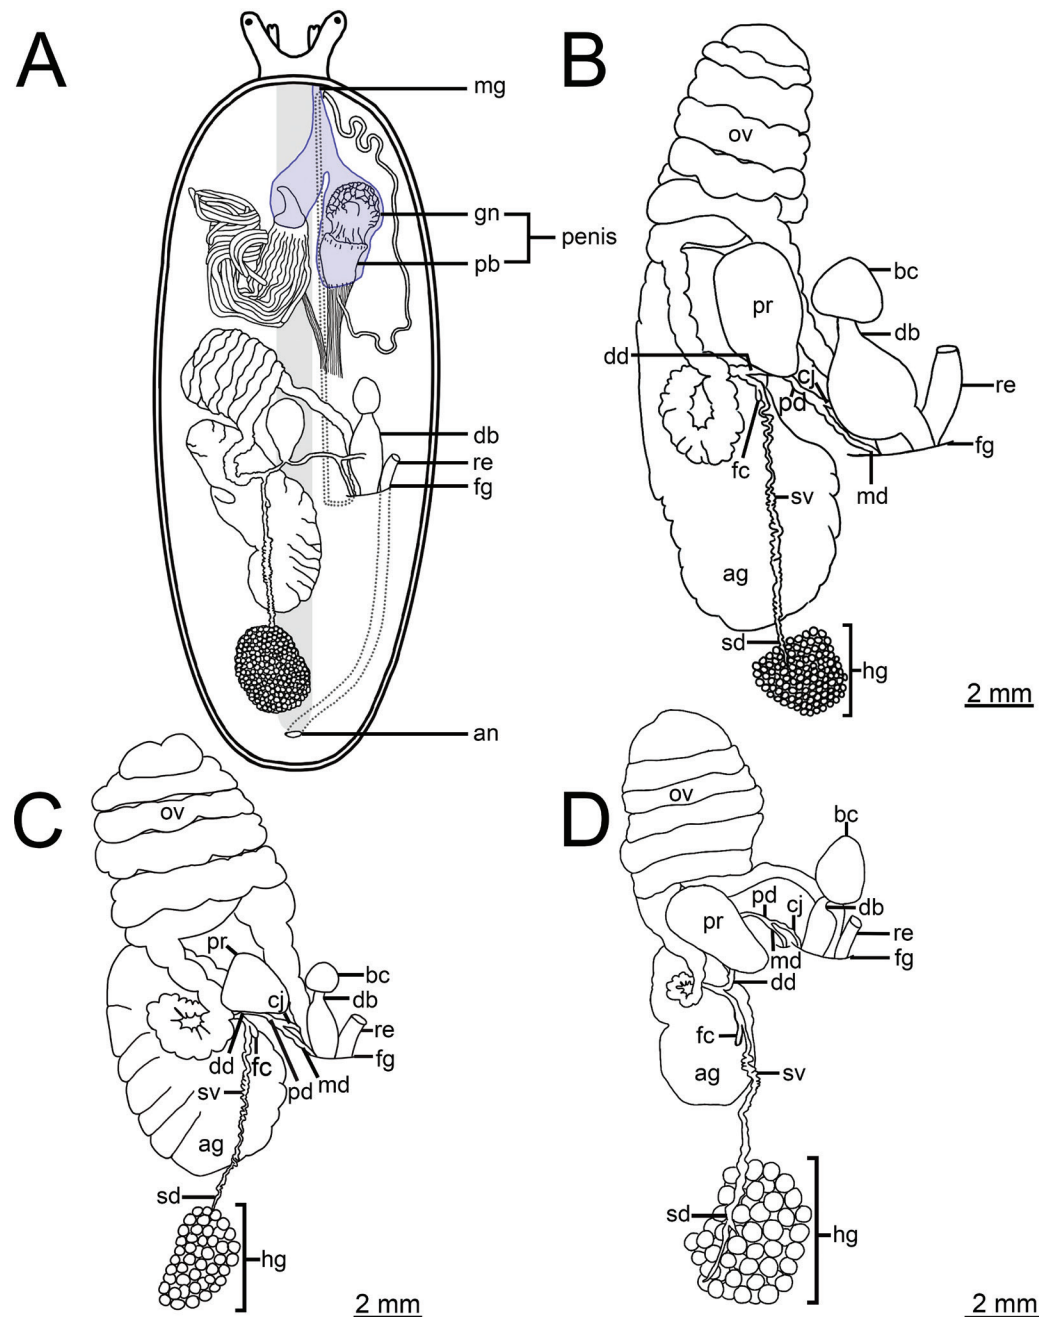 A
mg
gn
penis
pb
db
re
fg
an
B
ov
pr
bc
db
dd
cj
pd
re
fc
fg
sv
md
ag
sd
hg
2 mm
C
ov
pr
bc
cj
db
re
dd
fc
fg
sv
pd
md
ag
sd
hg
2 mm
D
ov
bc
pd
cj
db
pr
re
md
fg
dd
fc
ag
sv
sd
hg
2 mm